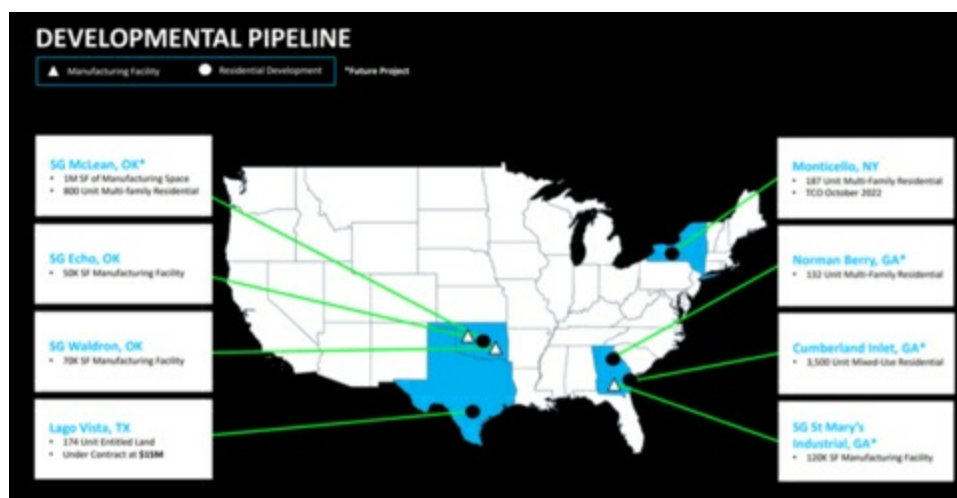 DEVELOPMENTAL PIPELINE
Manufacturing Facility
Residential Development
*Future Project
SG McLean, OK*
• 1M SF of Manufacturing Space
• 800 Unit Multi-family Residential
SG Echo, OK
• 50K SF Manufacturing Facility
SG Waldron, OK
• 70K SF Manufacturing Facility
Lago Vista, TX
• 174 Unit Entitled Land
• Under Contract at $15M
Monticello, NY
• 187 Unit Multi-Family Residential
• TCO October 2022
Norman Berry, GA*
• 132 Unit Multi-Family Residential
Cumberland Inlet, GA*
• 3,500 Unit Mixed-Use Residential
SG St Mary's
Industrial, GA*
• 120K SF Manufacturing Facility